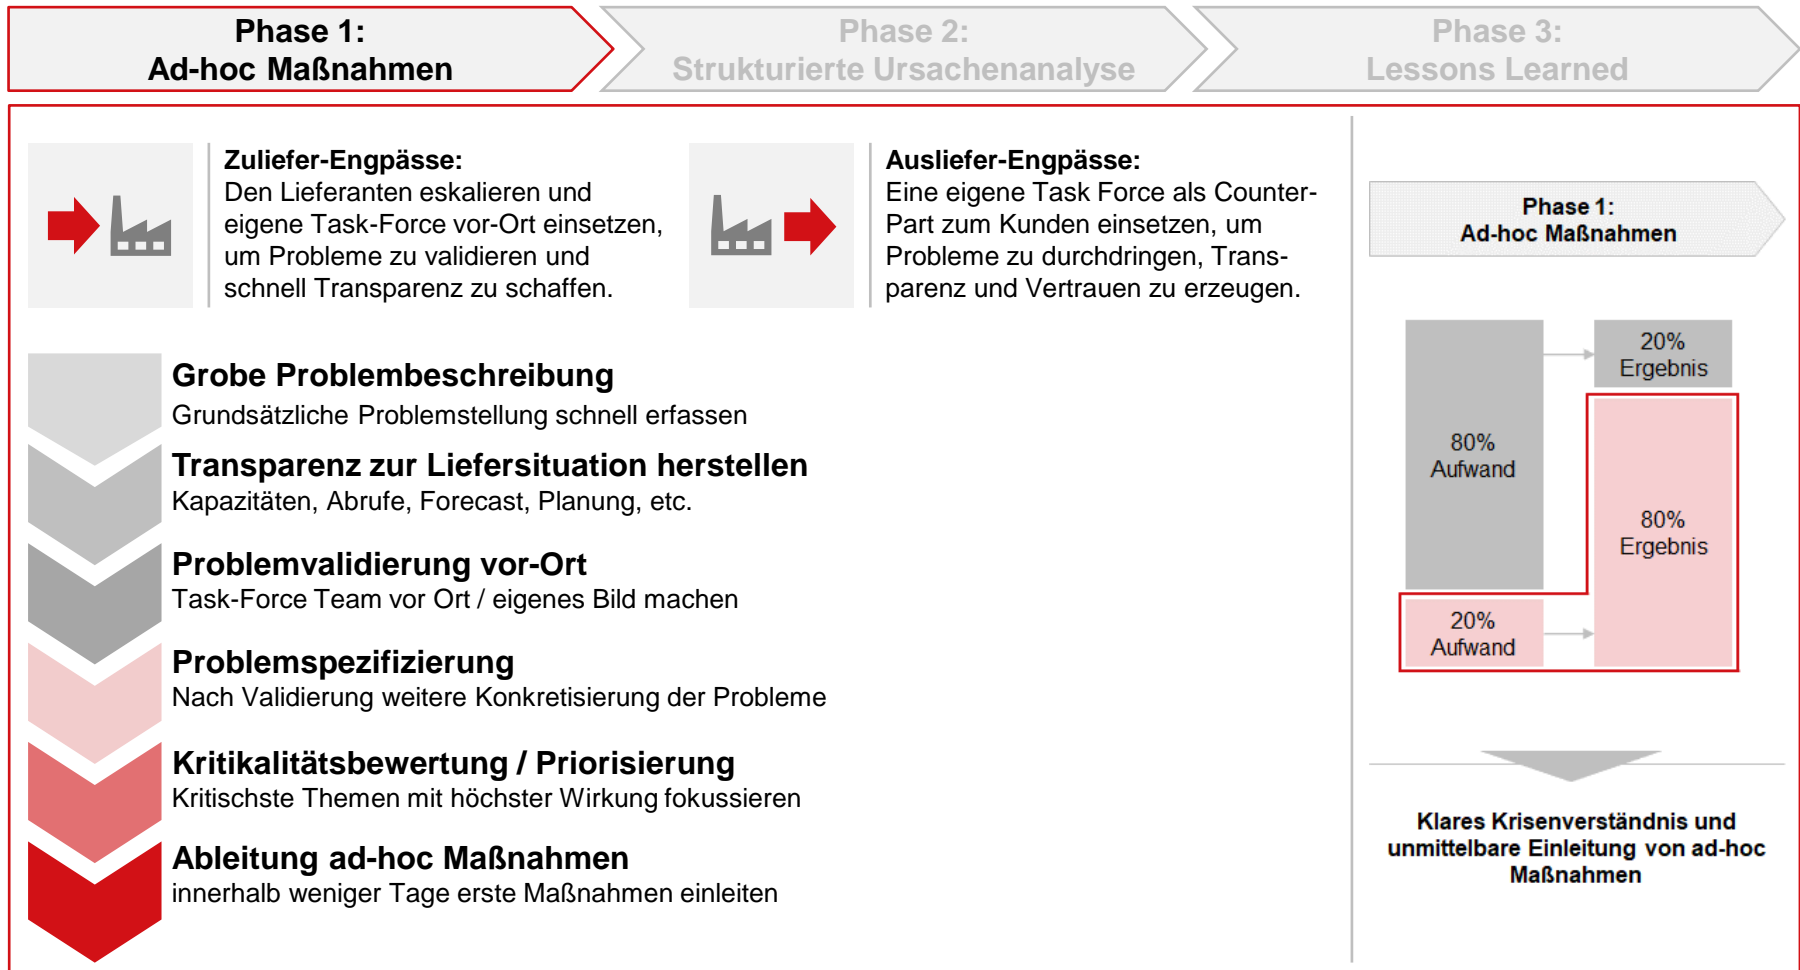 Phase 1:
Ad-hoc Maßnahmen
Phase 2:
Strukturierte Ursachenanalyse
Phase 3:
Lessons Learned
Zuliefer-Engpässe:
Den Lieferanten eskalieren und
eigene Task-Force vor-Ort einsetzen,
um Probleme zu validieren und
schnell Transparenz zu schaffen.
Ausliefer-Engpässe:
Eine eigene Task Force als Counter-
Part zum Kunden einsetzen, um
Probleme zu durchdringen, Trans-
parenz und Vertrauen zu erzeugen.
Grobe Problembeschreibung
Grundsätzliche Problemstellung schnell erfassen
Transparenz zur Liefersituation herstellen
Kapazitäten, Abrufe, Forecast, Planung, etc.
Problemvalidierung vor-Ort
Task-Force Team vor Ort / eigenes Bild machen
Problemspezifizierung
Nach Validierung weitere Konkretisierung der Probleme
Kritikalitätsbewertung / Priorisierung
Kritischste Themen mit höchster Wirkung fokussieren
Ableitung ad-hoc Maßnahmen
innerhalb weniger Tage erste Maßnahmen einleiten
Phase 1:
Ad-hoc Maßnahmen
20%
Ergebnis
80%
Aufwand
80%
Ergebnis
20%
Aufwand
Klares Krisenverständnis und
unmittelbare Einleitung von ad-hoc
Maßnahmen